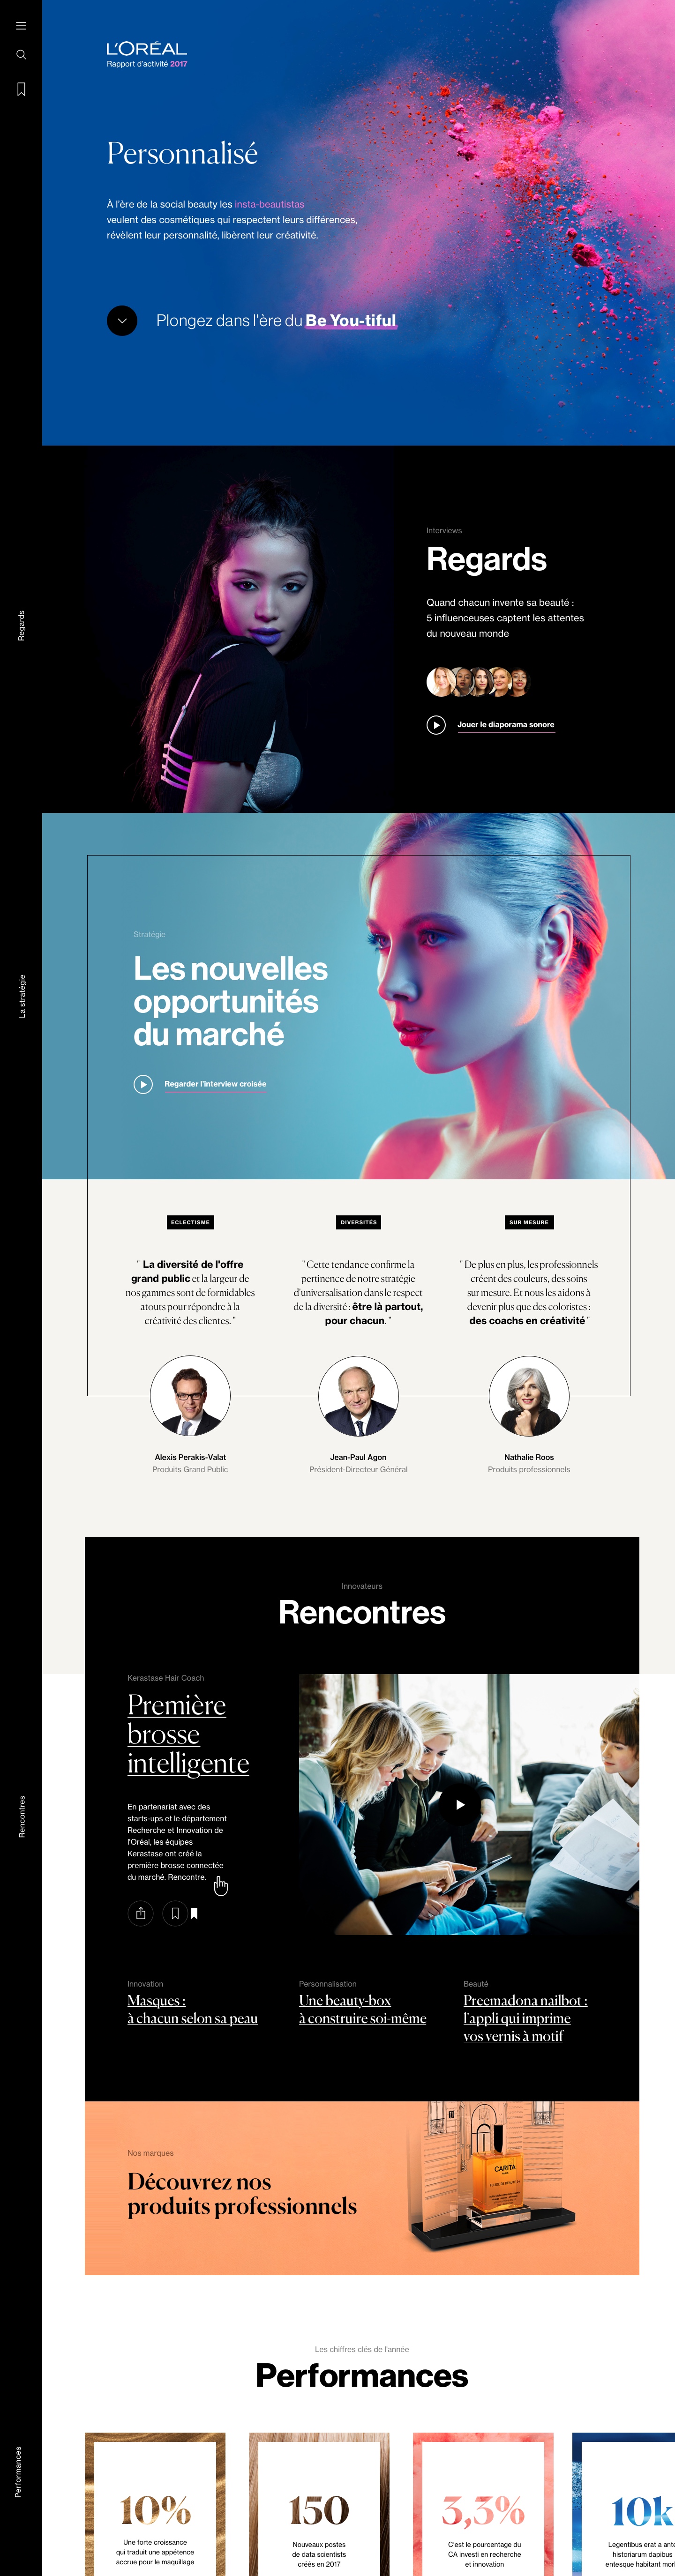 L'ORÉAL
Rapport d'activité 2017
Personnalisé
À l'ère de la social beauty les insta-beautistas
veulent des cosmétiques qui respectent leurs différences,
révèlent leur personnalité, libèrent leur créativité.
Plongez dans l'ère du Be You-tiful
Regards
Interviews
Regards
Quand chacun invente sa beauté :
5 influenceuses captent les attentes
du nouveau monde
Jouer le diaporama sonore
La stratégie
Stratégie
Les nouvelles
opportunités
du marché
Regarder l'interview croisée
ECLECTISME
" La diversité de l'offre
grand public et la largeur de
nos gammes sont de formidables
atouts pour répondre à la
créativité des clientes. "
Alexis Perakis-Valat
Produits Grand Public
DIVERSITÉS
" Cette tendance confirme la
pertinence de notre stratégie
d'universalisation dans le respect
de la diversité : être là partout,
pour chacun. "
Jean-Paul Agon
Président-Directeur Général
SUR MESURE
" De plus en plus, les professionnels
créent des couleurs, des soins
sur mesure. Et nous les aidons à
devenir plus que des coloristes :
des coachs en créativité "
Nathalie Roos
Produits professionnels
Rencontres
Innovateurs
Rencontres
Kerastase Hair Coach
Première
brosse
intelligente
En partenariat avec des
starts-ups et le département
Recherche et Innovation de
l'Oréal, les équipes
Kerastase ont créé la
première brosse connectée
du marché. Rencontre.
Innovation
Masques :
à chacun selon sa peau
Personnalisation
Une beauty-box
à construire soi-même
Beauté
Preemadona nailbot :
l'appli qui imprime
vos vernis à motif
Nos marques
Découvrez nos
produits professionnels
CARITA
Performances
Les chiffres clés de l'année
Performances
10%
Une forte croissance
qui traduit une appétence
accrue pour le maquillage
150
Nouveaux postes
de data scientists
créés en 2017
3,3%
C'est le pourcentage du
CA investi en recherche
et innovation
10k
Legentibus erat a ante
historiarum dapibus
entesque habitant mor